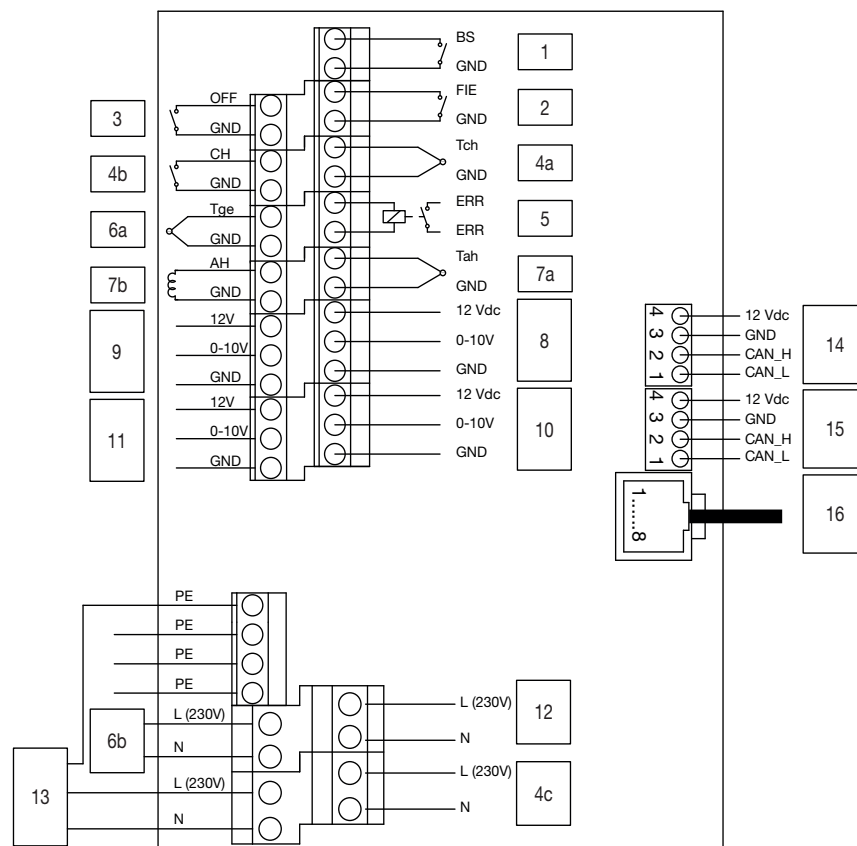 BS
GND
1
FIE
GND
2
OFF
GND
3
Tch
GND
4a
CH
GND
4b
ERR
ERR
5
Tge
GND
6a
Tah
GND
7a
AH
GND
7b
12 Vdc
0-10V
GND
8
12V
0-10V
GND
9
12 Vdc
0-10V
GND
10
12V
0-10V
GND
11
4 12 Vdc
3 GND
2 CAN_H
1 CAN_L
14
4 12 Vdc
3 GND
2 CAN_H
1 CAN_L
15
1......8
16
PE
PE
PE
PE
L (230V)
N
6b
L (230V)
N
12
L (230V)
N
13
L (230V)
N
4c